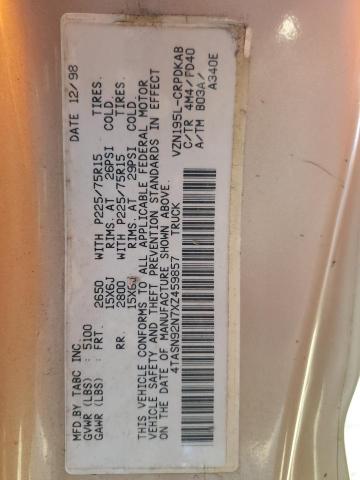 MFD.BY TABC INC. DATE 12/98
GVWR (LBS) : 5100
GAWR (LBS) : FRT. 2650 WITH P225/75R15 TIRES.
15X6J RIMS. AT 26PSI COLD.
RR. 2800 WITH P225/75R15 TIRES.
15X6J RIMS. AT 29PSI COLD.
THIS VEHICLE CONFORMS TO ALL APPLICABLE FEDERAL MOTOR
VEHICLE SAFETY AND THEFT PREVENTION STANDARDS IN EFFECT
ON THE DATE OF MANUFACTURE SHOWN ABOVE.
4TASN92N7XZ459857 TRUCK
VZN195L-CRPDKAB
C/TR 4M4/FD40
A/TM B03A/
A340E